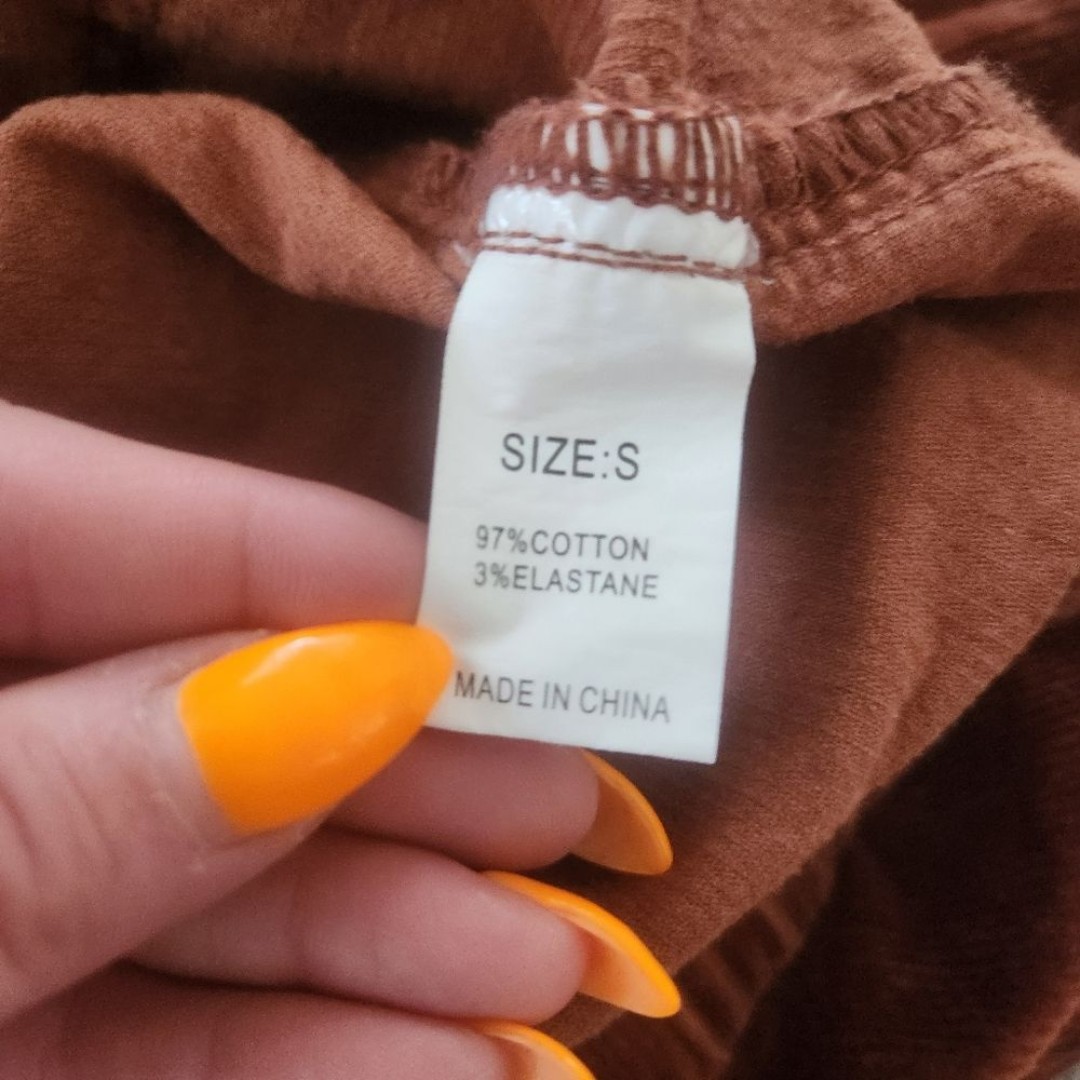 SIZE:S
97%COTTON
3%ELASTANE
MADE IN CHINA